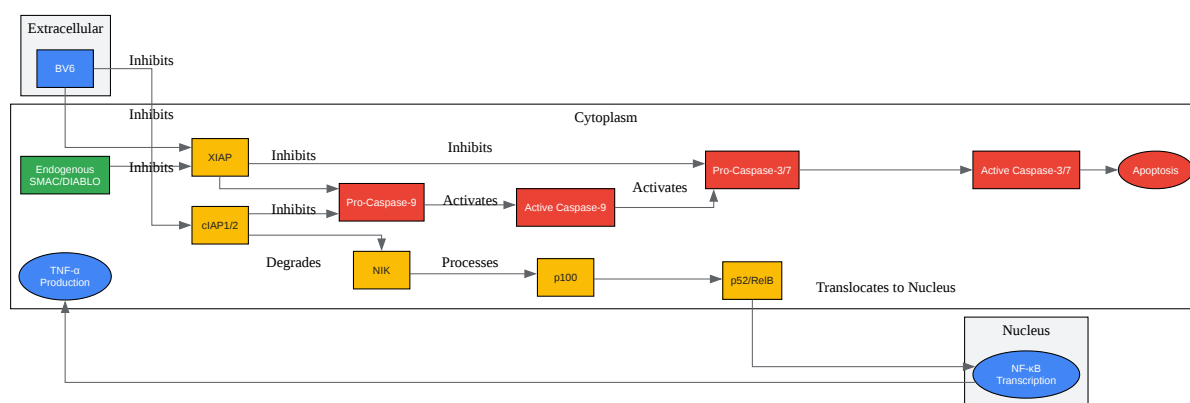 Extracellular
BV6
Inhibits
Inhibits
Cytoplasm
XIAP
Inhibits
Inhibits
Endogenous
SMAC/DIABLO
Inhibits
Pro-Caspase-3/7
Active Caspase-3/7
Apoptosis
Pro-Caspase-9
Activates
Active Caspase-9
Activates
cIAP1/2
Inhibits
Degrades
NIK
Processes
p100
p52/RelB
Translocates to Nucleus
TNF-α
Production
Nucleus
NF-κB
Transcription